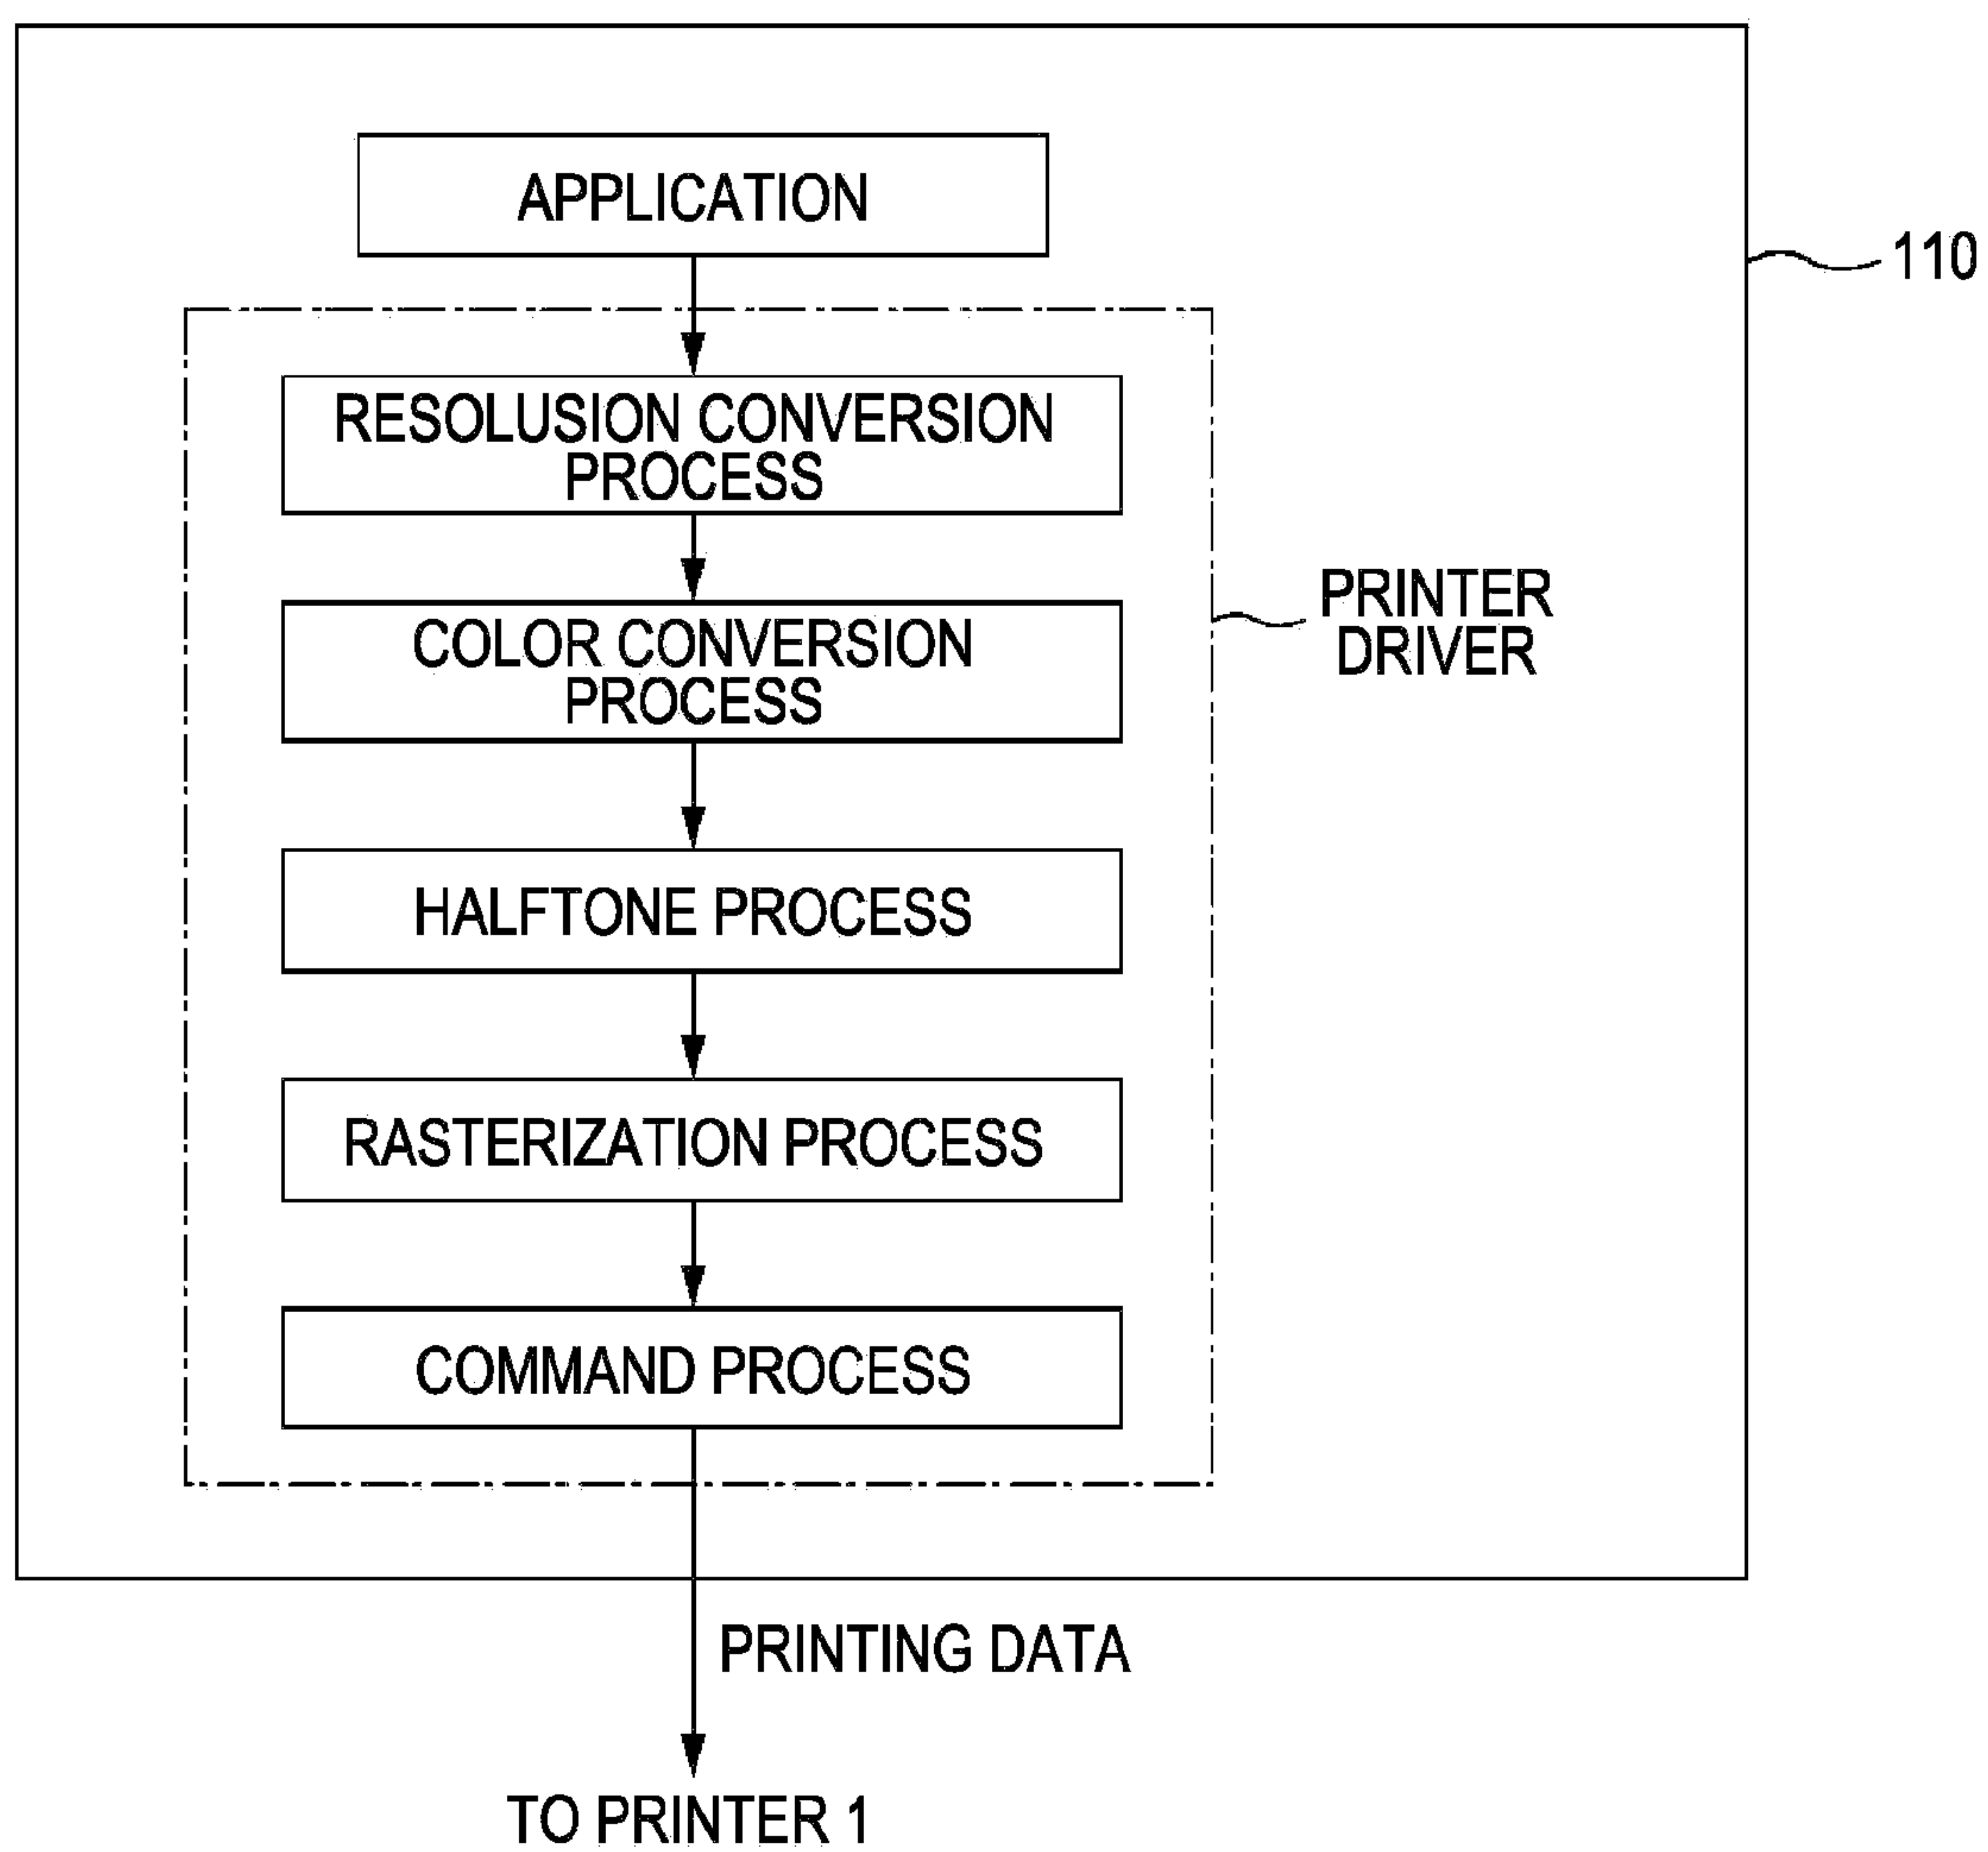 APPLICATION
110
RESOLUSION CONVERSION
PROCESS
COLOR CONVERSION
PROCESS
PRINTER
DRIVER
HALFTONE PROCESS
RASTERIZATION PROCESS
COMMAND PROCESS
PRINTING DATA
TO PRINTER 1